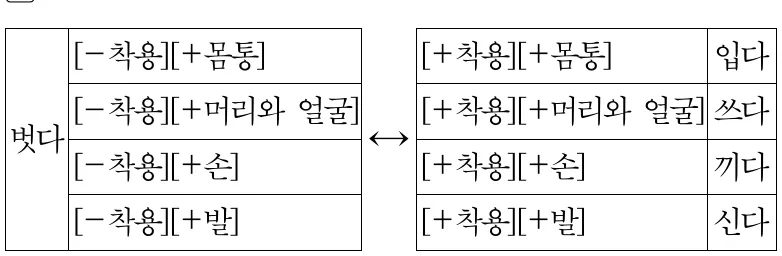 벗다 [－착용][＋몸통] ↔ [＋착용][＋몸통] 입다
[－착용][＋머리와 얼굴] [＋착용][＋머리와 얼굴] 쓰다
[－착용][＋손] [＋착용][＋손] 끼다
[－착용][＋발] [＋착용][＋발] 신다